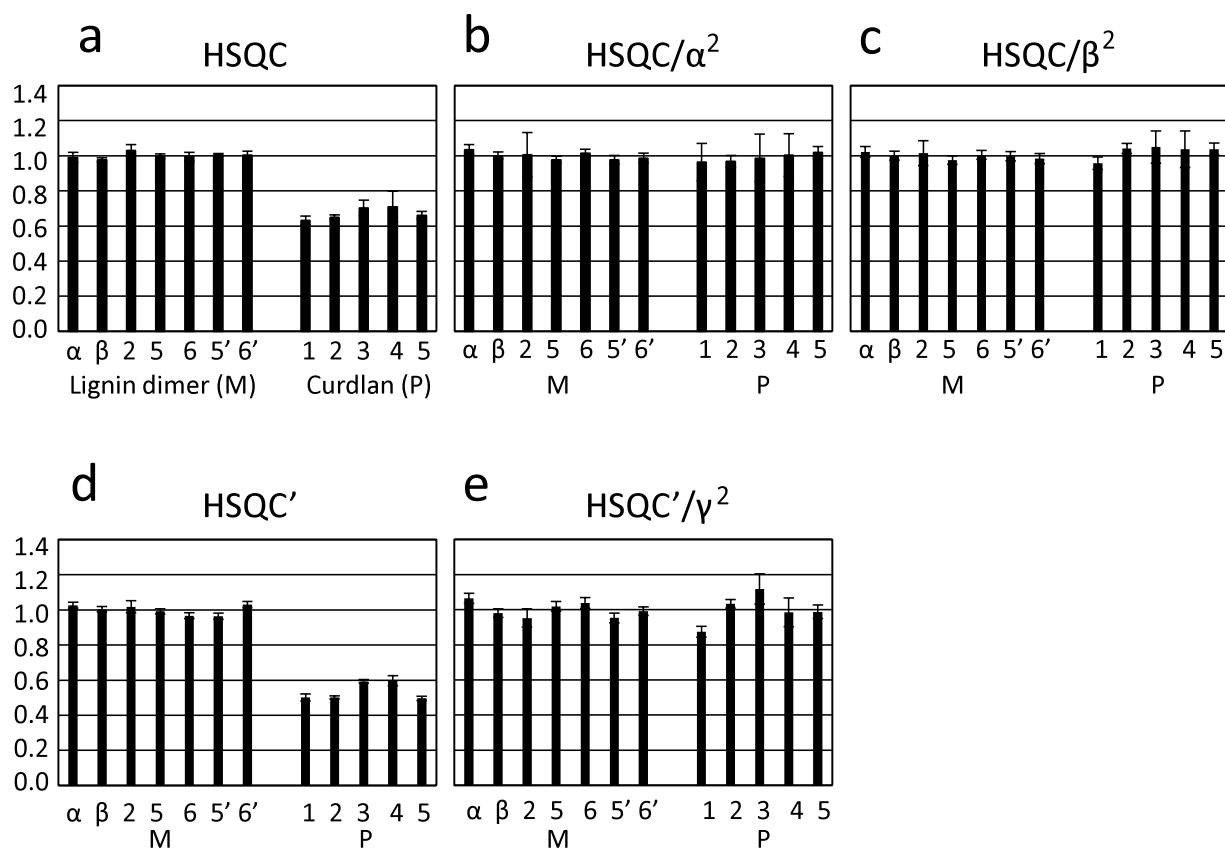 a b c
HSQC HSQC/α² HSQC/β²
1.4
1.2
1.0
0.8
0.6
0.4
0.2
0.0
α β 2 5 6 5’ 6’ 1 2 3 4 5 α β 2 5 6 5’ 6’ 1 2 3 4 5 α β 2 5 6 5’ 6’ 1 2 3 4 5
Lignin dimer (M) Curdlan (P) M P M P
d e
HSQC’ HSQC’/γ²
1.4
1.2
1.0
0.8
0.6
0.4
0.2
0.0
α β 2 5 6 5’ 6’ 1 2 3 4 5 α β 2 5 6 5’ 6’ 1 2 3 4 5
M P M P